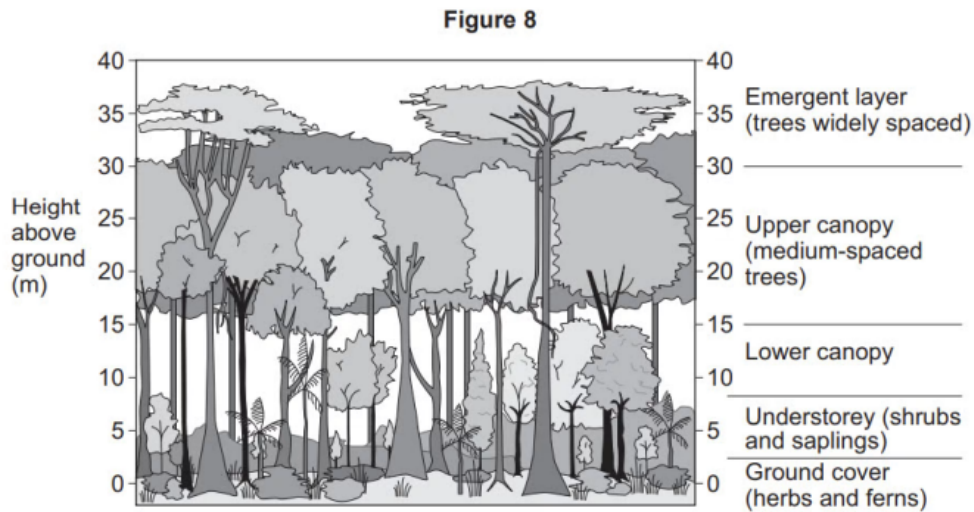 Figure 8
40
35
30
25
20
15
10
5
0
Height
above
ground
(m)
40
35
30
25
20
15
10
5
0
Emergent layer
(trees widely spaced)
Upper canopy
(medium-spaced
trees)
Lower canopy
Understorey (shrubs
and saplings)
Ground cover
(herbs and ferns)